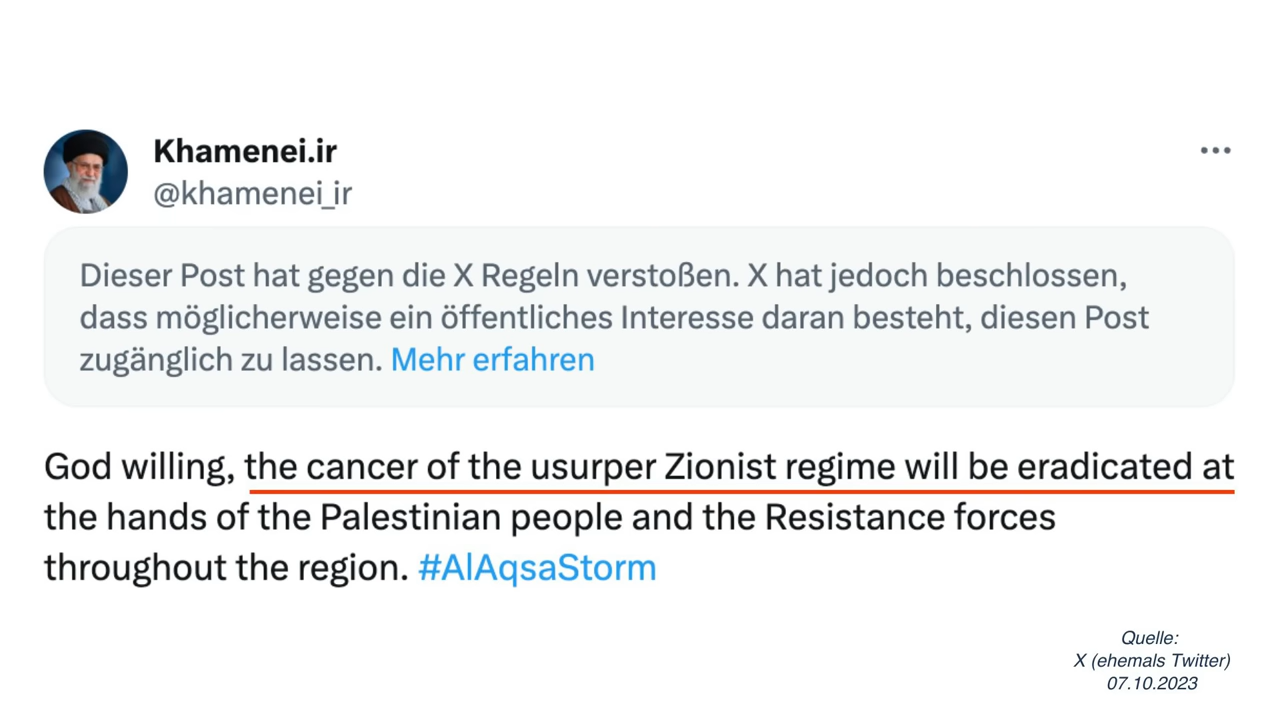 Khamenei.ir
@khamenei_ir
Dieser Post hat gegen die X Regeln verstoßen. X hat jedoch beschlossen,
dass möglicherweise ein öffentliches Interesse daran besteht, diesen Post
zugänglich zu lassen. Mehr erfahren
God willing, the cancer of the usurper Zionist regime will be eradicated at
the hands of the Palestinian people and the Resistance forces
throughout the region. #AlAqsaStorm
Quelle:
X (ehemals Twitter)
07.10.2023